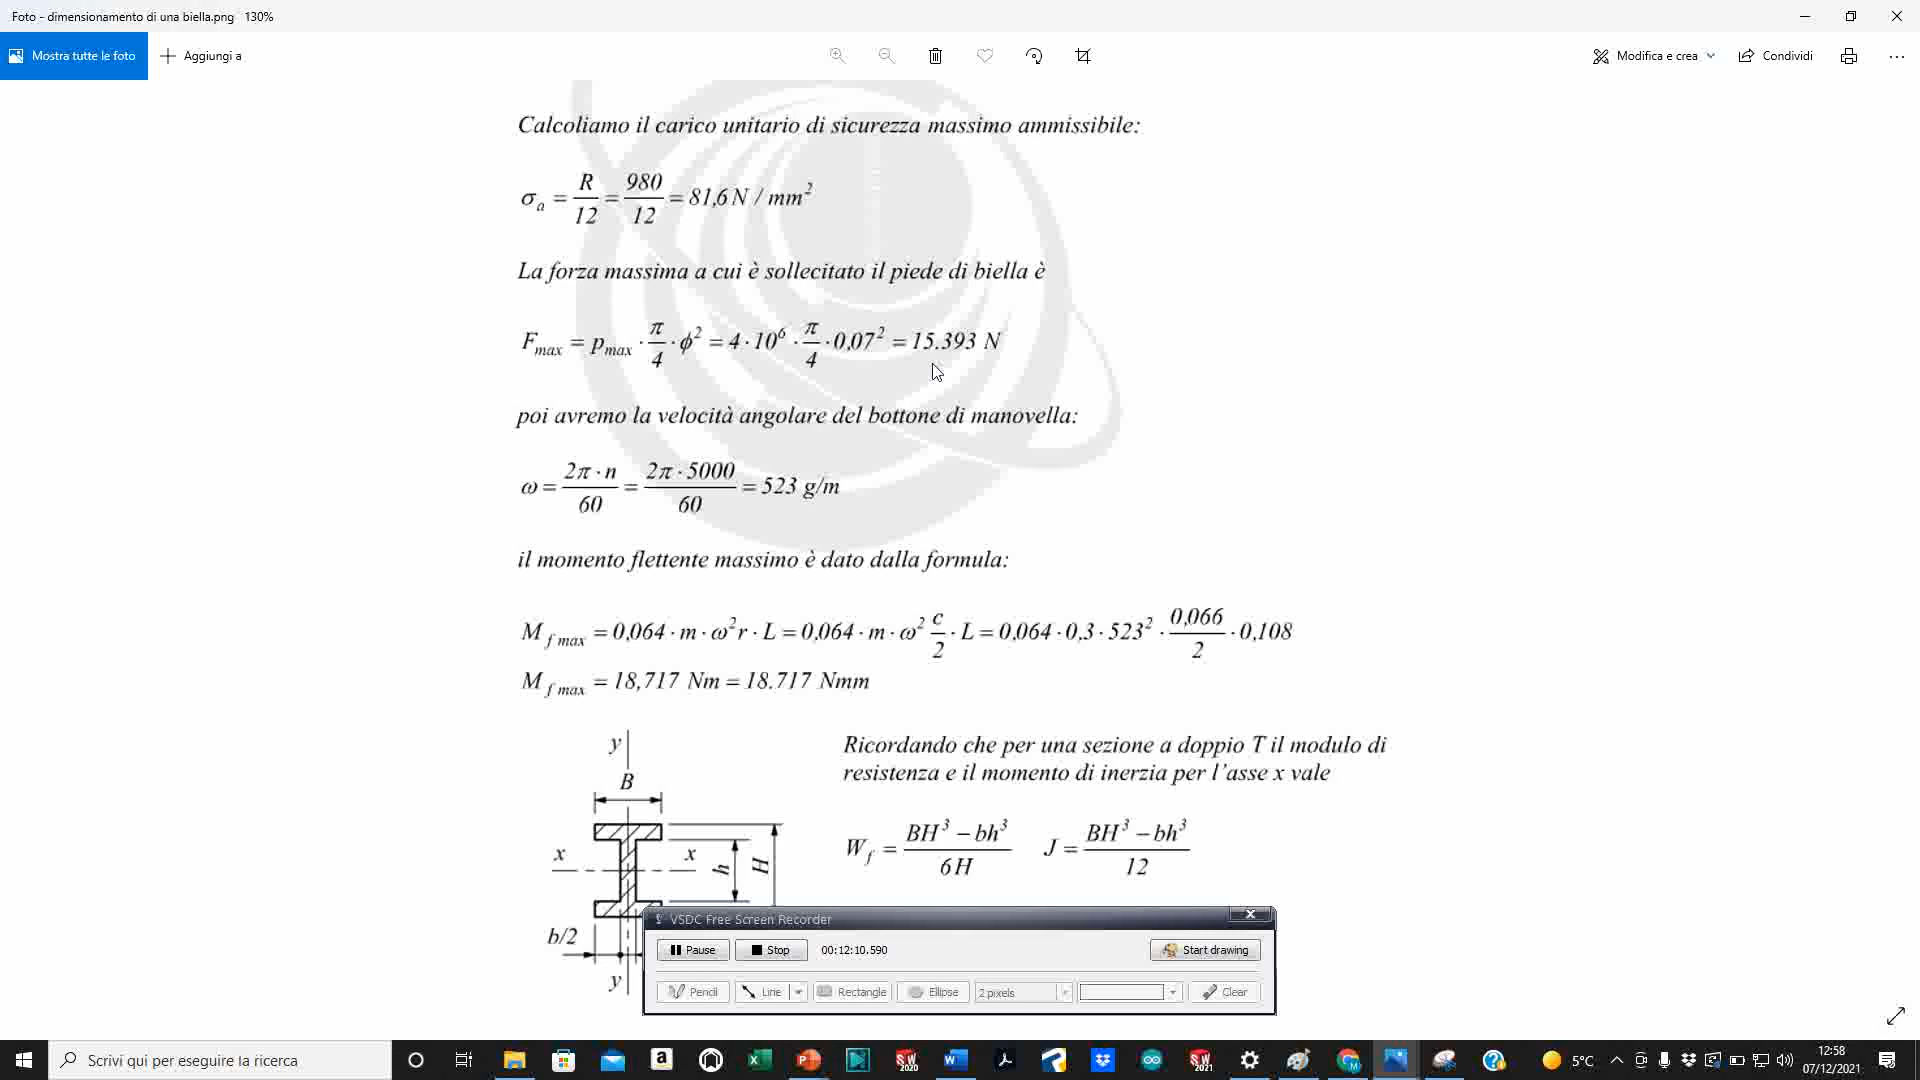 Foto - dimensionamento di una biella.png 130%
Mostra tutte le foto
Aggiungi a
Modifica e crea
Condividi
Calcoliamo il carico unitario di sicurezza massimo ammissibile:
σa = R/12 = 980/12 = 81,6 N / mm²
La forza massima a cui è sollecitato il piede di biella è
Fmax = pmax · π/4 · ϕ² = 4 · 10⁶ · π/4 · 0,07² = 15.393 N
poi avremo la velocità angolare del bottone di manovella:
ω = 2π · n/60 = 2π · 5000/60 = 523 g/m
il momento flettente massimo è dato dalla formula:
Mf max = 0,064 · m · ω²r · L = 0,064 · m · ω² c/2 · L = 0,064 · 0,3 · 523² · 0,066/2 · 0,108
Mf max = 18,717 Nm = 18.717 Nmm
y
B
x
x
h
H
b/2
y
Ricordando che per una sezione a doppio T il modulo di
resistenza e il momento di inerzia per l'asse x vale
Wf = BH³ – bh³/6H J = BH³ – bh³/12
VSDC Free Screen Recorder
Pause
Stop
00:12:10.590
Start drawing
Pencil
Line
Rectangle
Ellipse
2 pixels
Clear
Scrivi qui per eseguire la ricerca
a
SW
2020
SW
2021
5°C
12:58
07/12/2021